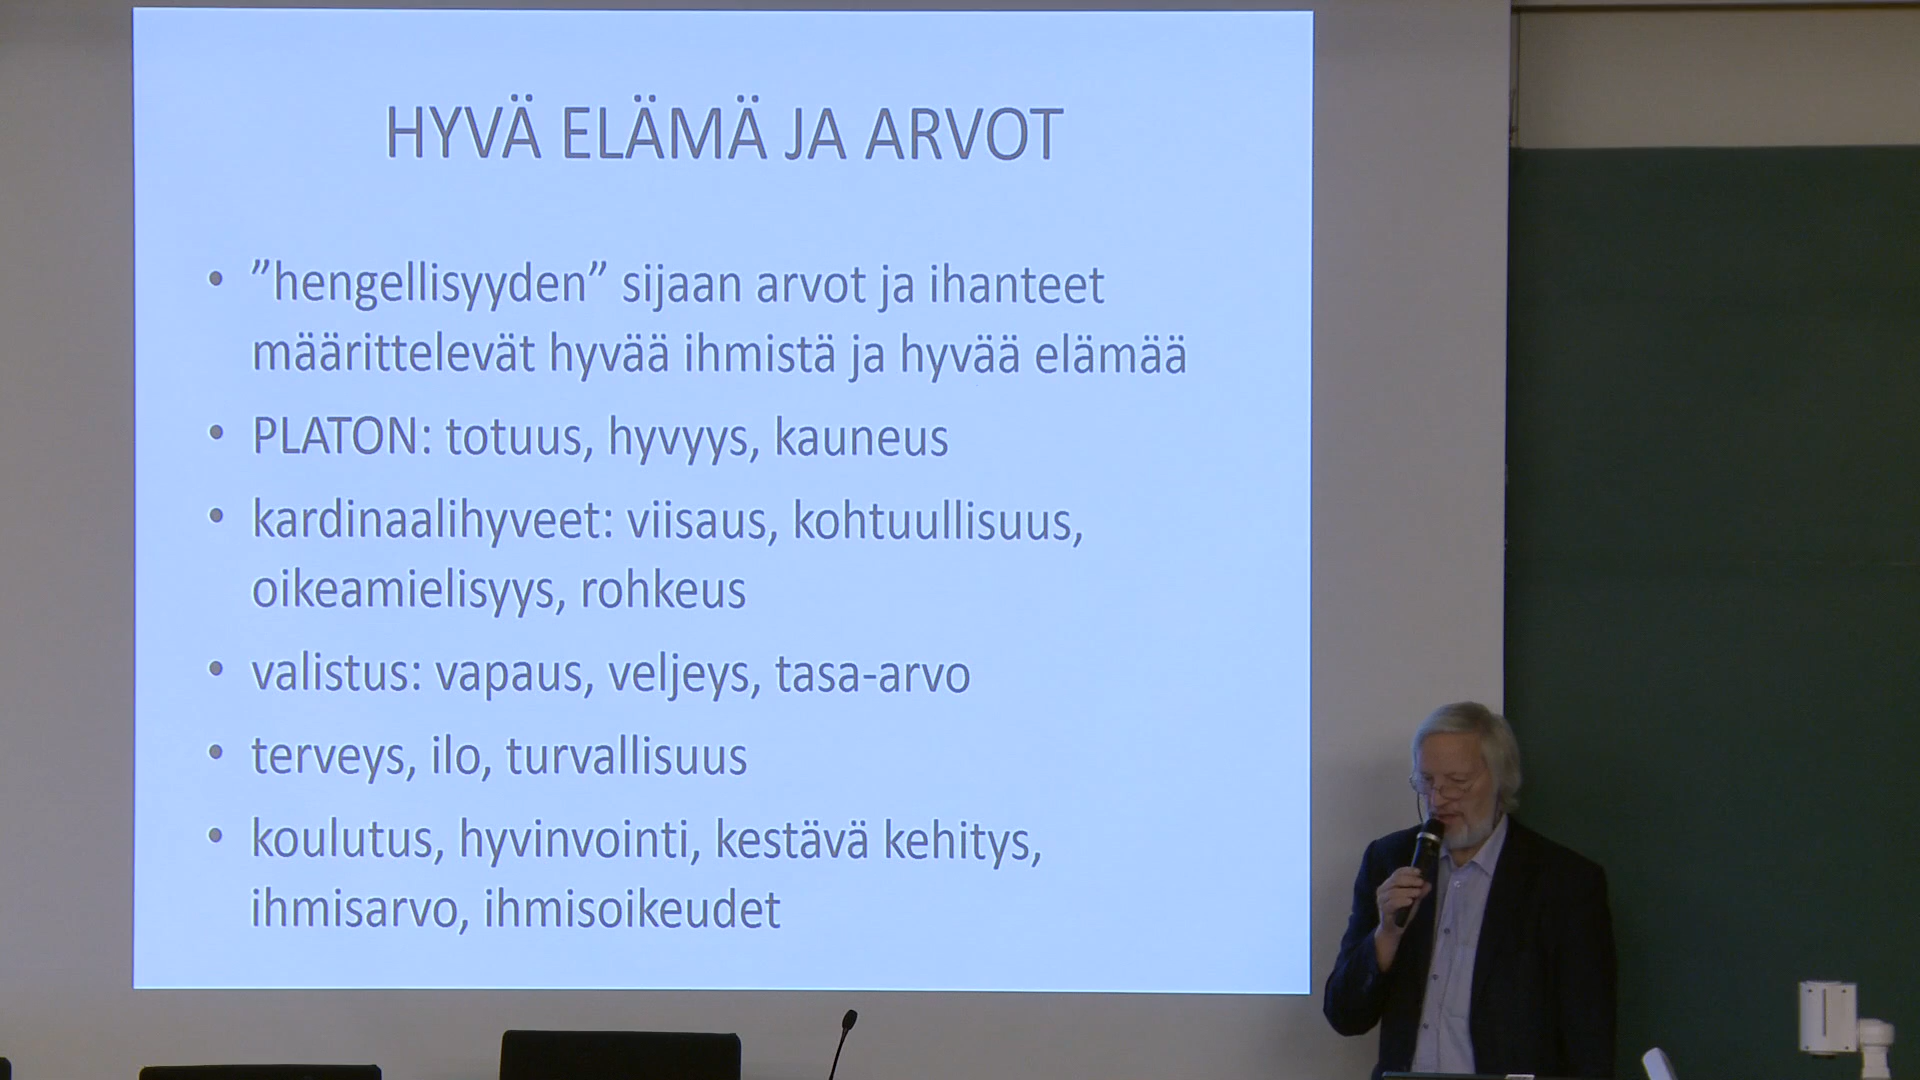 HYVÄ ELÄMÄ JA ARVOT
• ”hengellisyyden” sijaan arvot ja ihanteet
määrittelevät hyvää ihmistä ja hyvää elämää
• PLATON: totuus, hyvyys, kauneus
• kardinaalihyveet: viisaus, kohtuullisuus,
oikeamielisyys, rohkeus
• valistus: vapaus, veljeys, tasa-arvo
• terveys, ilo, turvallisuus
• koulutus, hyvinvointi, kestävä kehitys,
ihmisarvo, ihmisoikeudet